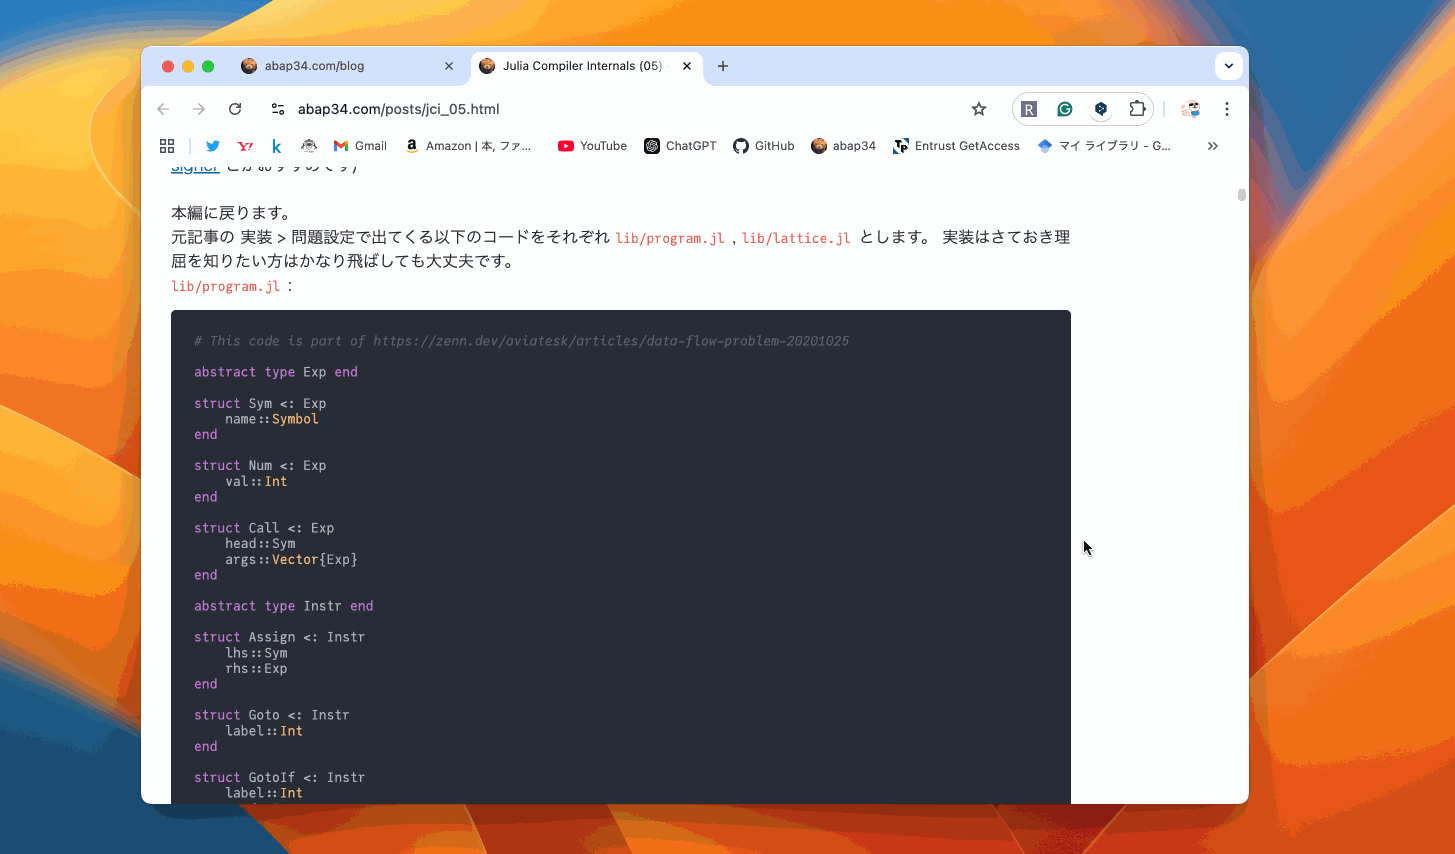 abap34.com/blog
Julia Compiler Internals (05)
abap34.com/posts/jci_05.html
Gmail
Amazon | 本, ファ...
YouTube
ChatGPT
GitHub
abap34
Entrust GetAccess
マイ ライブラリ - G...
本編に戻ります。
元記事の 実装 > 問題設定で出てくる以下のコードをそれぞれ lib/program.jl , lib/lattice.jl とします。 実装はさておき理
屈を知りたい方はかなり飛ばしても大丈夫です。
lib/program.jl :
# This code is part of https://zenn.dev/aviatesk/articles/data-flow-problem-20201025
abstract type Exp end
struct Sym <: Exp
name::Symbol
end
struct Num <: Exp
val::Int
end
struct Call <: Exp
head::Sym
args::Vector{Exp}
end
abstract type Instr end
struct Assign <: Instr
lhs::Sym
rhs::Exp
end
struct Goto <: Instr
label::Int
end
struct GotoIf <: Instr
label::Int